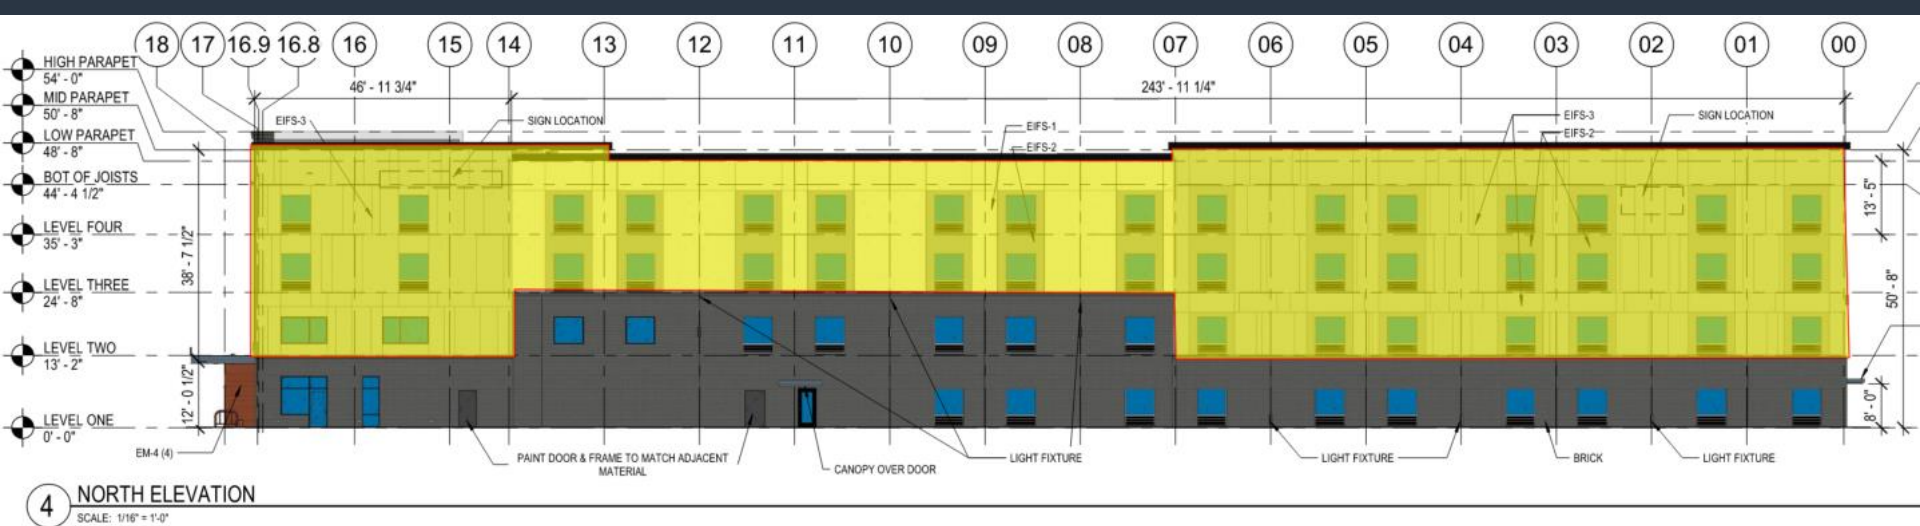 18 17 16.9 16.8 16 15 14 13 12 11 10 09 08 07 06 05 04 03 02 01 00
HIGH PARAPET
54' - 0"
46' - 11 3/4"
243' - 11 1/4"
MID PARAPET
50' - 8"
EIFS-3
SIGN LOCATION
EIFS-1
EIFS-2
EIFS-3
EIFS-2
SIGN LOCATION
LOW PARAPET
48' - 8"
BOT OF JOISTS
44' - 4 1/2"
13' - 5"
LEVEL FOUR
35' - 3"
38' - 7 1/2"
LEVEL THREE
24' - 8"
50' - 8"
LEVEL TWO
13' - 2"
12' - 0 1/2"
8' - 0"
LEVEL ONE
0' - 0"
EM-4 (4)
PAINT DOOR & FRAME TO MATCH ADJACENT
MATERIAL
CANOPY OVER DOOR
LIGHT FIXTURE
LIGHT FIXTURE
BRICK
LIGHT FIXTURE
4
NORTH ELEVATION
SCALE: 1/16" = 1'-0"